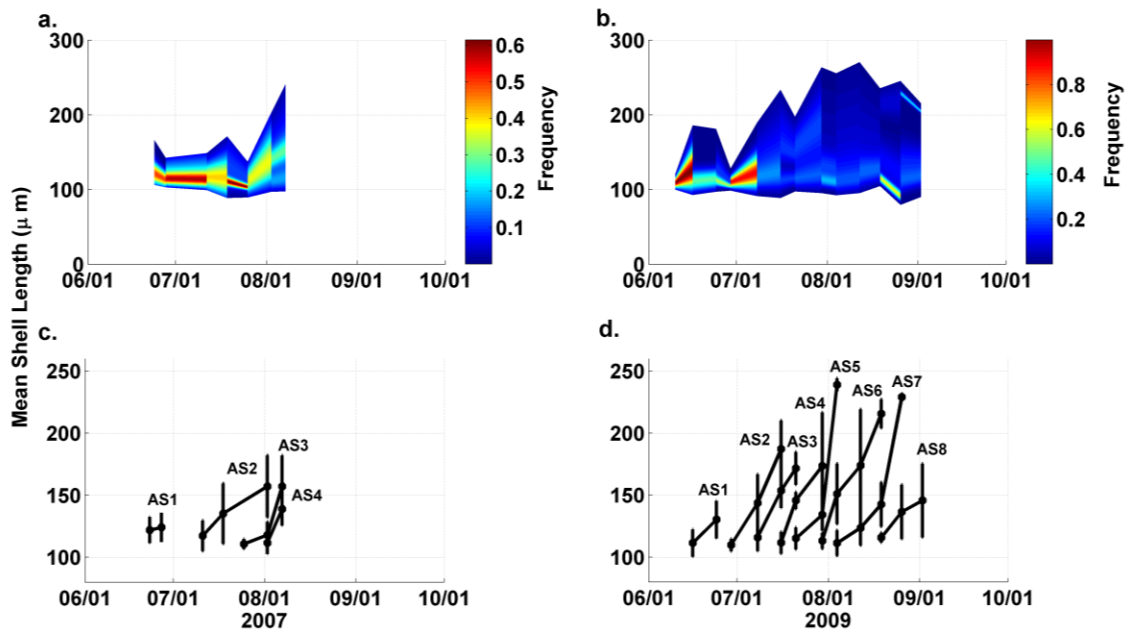 a.
300
200
100
0
06/01 07/01 08/01 09/01 10/01
0.6
0.5
0.4
0.3
0.2
0.1
Frequency
b.
300
200
100
0
06/01 07/01 08/01 09/01 10/01
0.8
0.6
0.4
0.2
Frequency
Mean Shell Length (μ m)
c.
250
200
150
100
AS1
AS2
AS3
AS4
06/01 07/01 08/01 09/01 10/01
2007
d.
250
200
150
100
AS1
AS2
AS3
AS4
AS5
AS6
AS7
AS8
06/01 07/01 08/01 09/01 10/01
2009